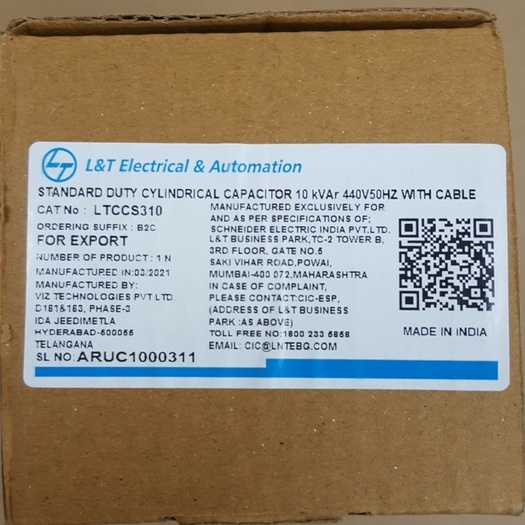 LT
L&T Electrical & Automation
STANDARD DUTY CYLINDRICAL CAPACITOR 10 kVAr 440V50HZ WITH CABLE
CAT No : LTCCS310
ORDERING SUFFIX : B2C
FOR EXPORT
NUMBER OF PRODUCT : 1 N
MANUFACTURED IN:03/2021
MANUFACTURED BY:
VIZ TECHNOLOGIES PVT LTD.
D161&163, PHASE-3
IDA JEEDIMETLA
HYDERABAD-500055
TELANGANA
SL NO:ARUC1000311
MANUFACTURED EXCLUSIVELY FOR
AND AS PER SPECIFICATIONS OF;
SCHNEIDER ELECTRIC INDIA PVT.LTD.
L&T BUSINESS PARK,TC-2 TOWER B,
3RD FLOOR, GATE NO.5
SAKI VIHAR ROAD,POWAI,
MUMBAI-400 072,MAHARASHTRA
IN CASE OF COMPLAINT,
PLEASE CONTACT:CIC-ESP,
(ADDRESS OF L&T BUSINESS
PARK :AS ABOVE)
TOLL FREE NO:1800 233 5858
EMAIL: CIC@LNTEBG.COM
MADE IN INDIA